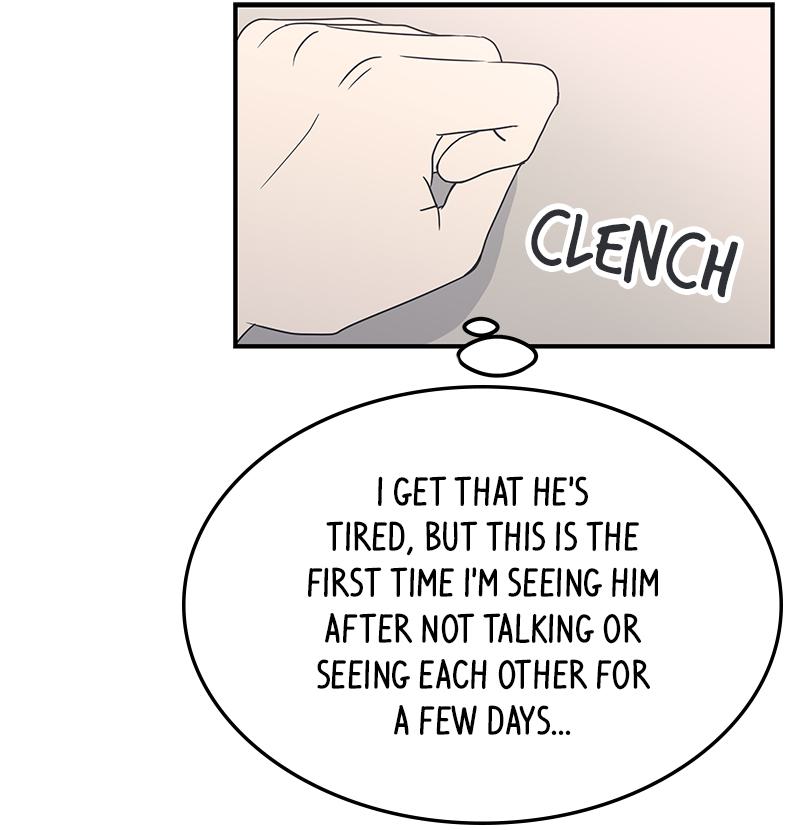 CLENCH
I GET THAT HE'S
TIRED, BUT THIS IS THE
FIRST TIME I'M SEEING HIM
AFTER NOT TALKING OR
SEEING EACH OTHER FOR
A FEW DAYS...